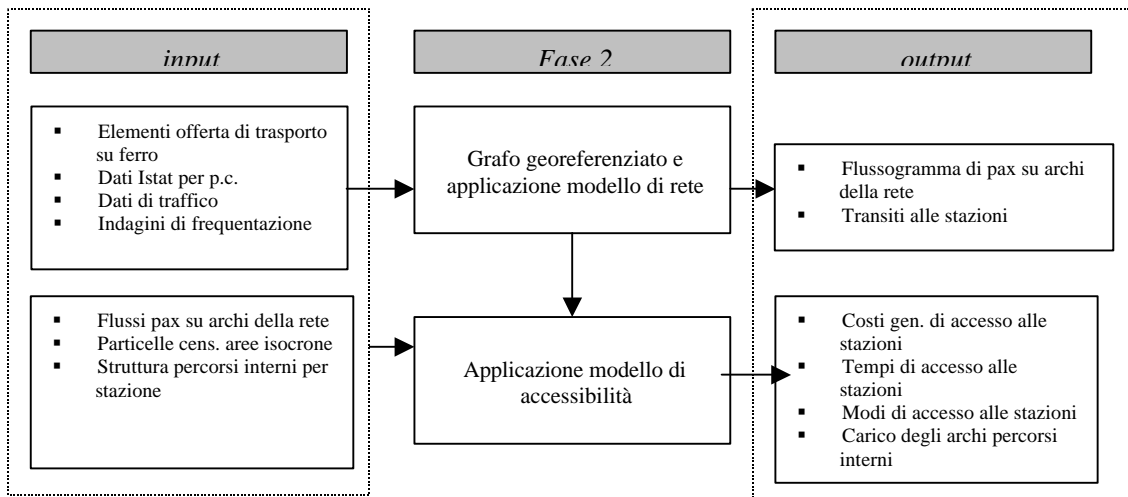 input
Fase 2
output
▪ Elementi offerta di trasporto
su ferro
▪ Dati Istat per p.c.
▪ Dati di traffico
▪ Indagini di frequentazione
Grafo georeferenziato e
applicazione modello di rete
▪ Flussogramma di pax su archi
della rete
▪ Transiti alle stazioni
▪ Flussi pax su archi della rete
▪ Particelle cens. aree isocrone
▪ Struttura percorsi interni per
stazione
Applicazione modello di
accessibilità
▪ Costi gen. di accesso alle
stazioni
▪ Tempi di accesso alle
stazioni
▪ Modi di accesso alle stazioni
▪ Carico degli archi percorsi
interni